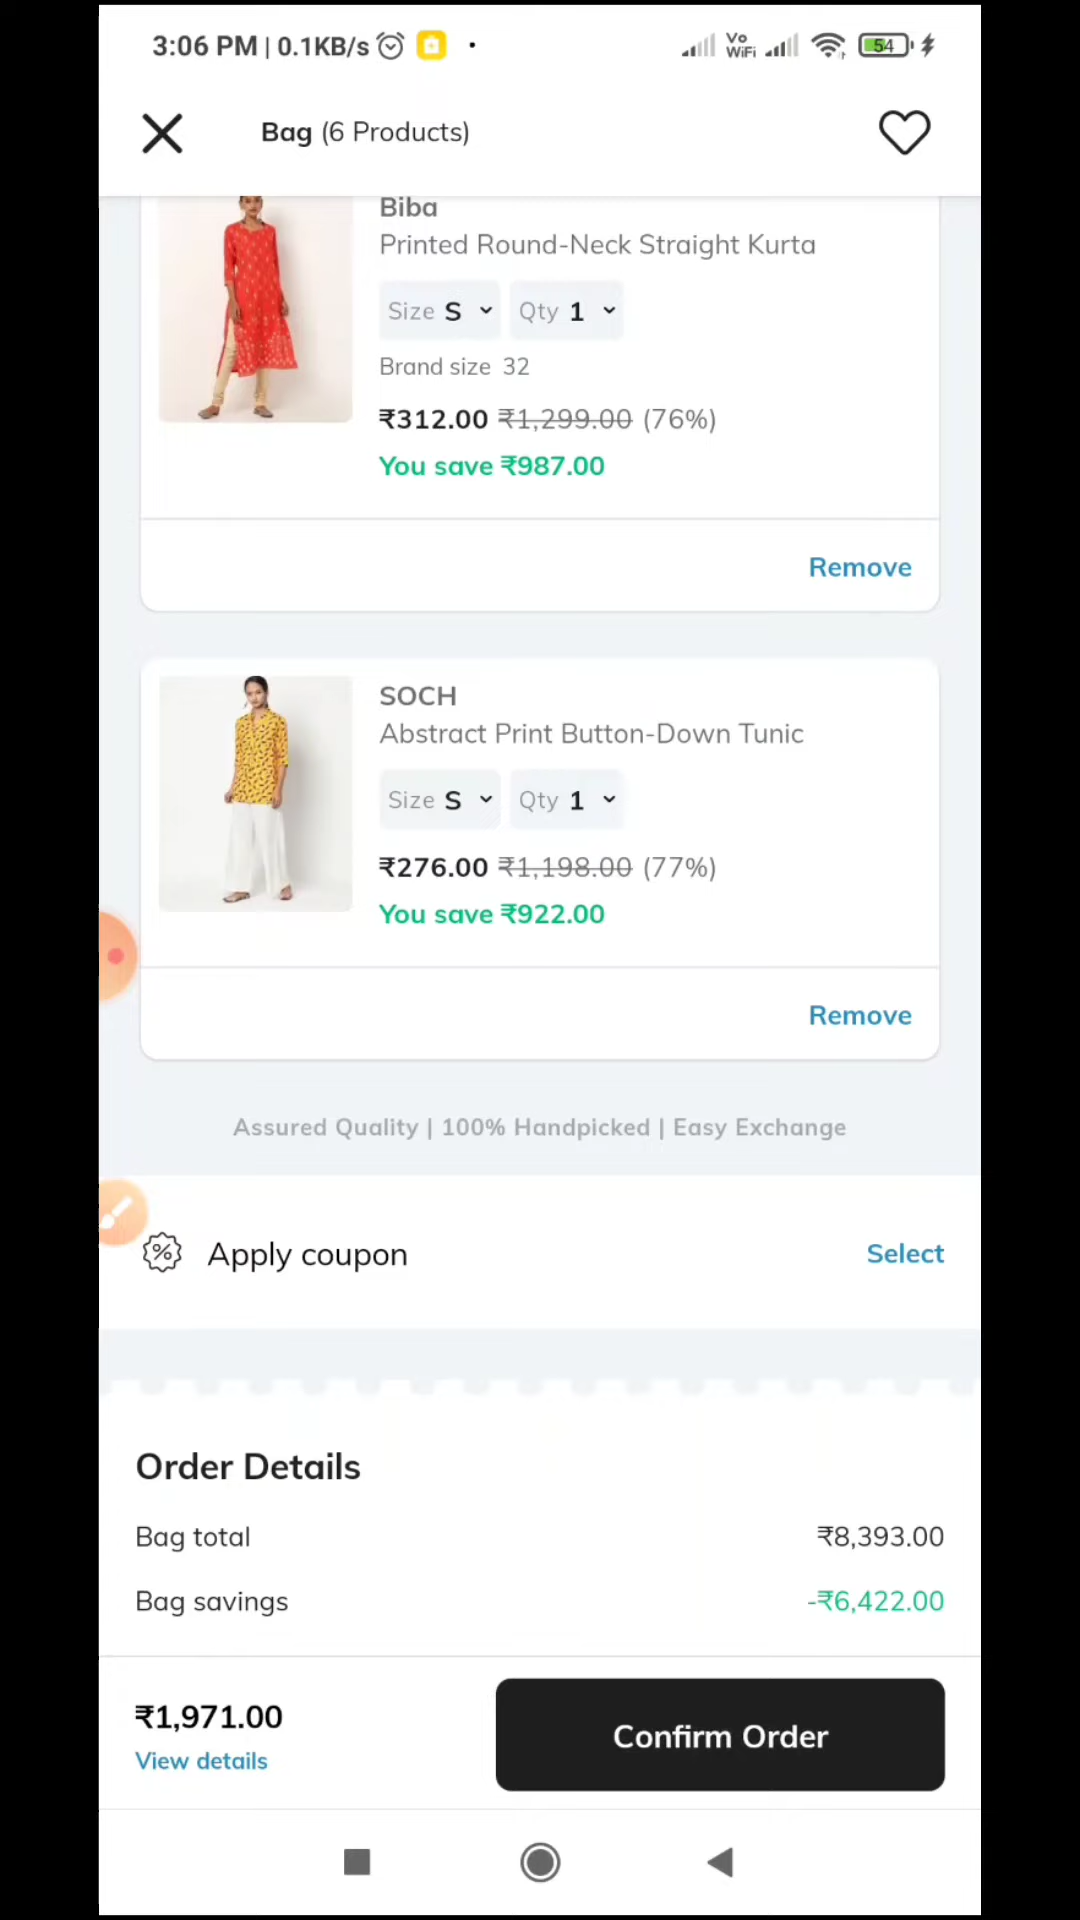 3:06 PM | 0.1KB/s
Vo WiFi
54
Bag (6 Products)
Biba
Printed Round-Neck Straight Kurta
Size S Qty 1
Brand size 32
₹312.00 ₹1,299.00 (76%)
You save ₹987.00
Remove
SOCH
Abstract Print Button-Down Tunic
Size S Qty 1
₹276.00 ₹1,198.00 (77%)
You save ₹922.00
Remove
Assured Quality | 100% Handpicked | Easy Exchange
Apply coupon Select
Order Details
Bag total ₹8,393.00
Bag savings -₹6,422.00
₹1,971.00
View details
Confirm Order